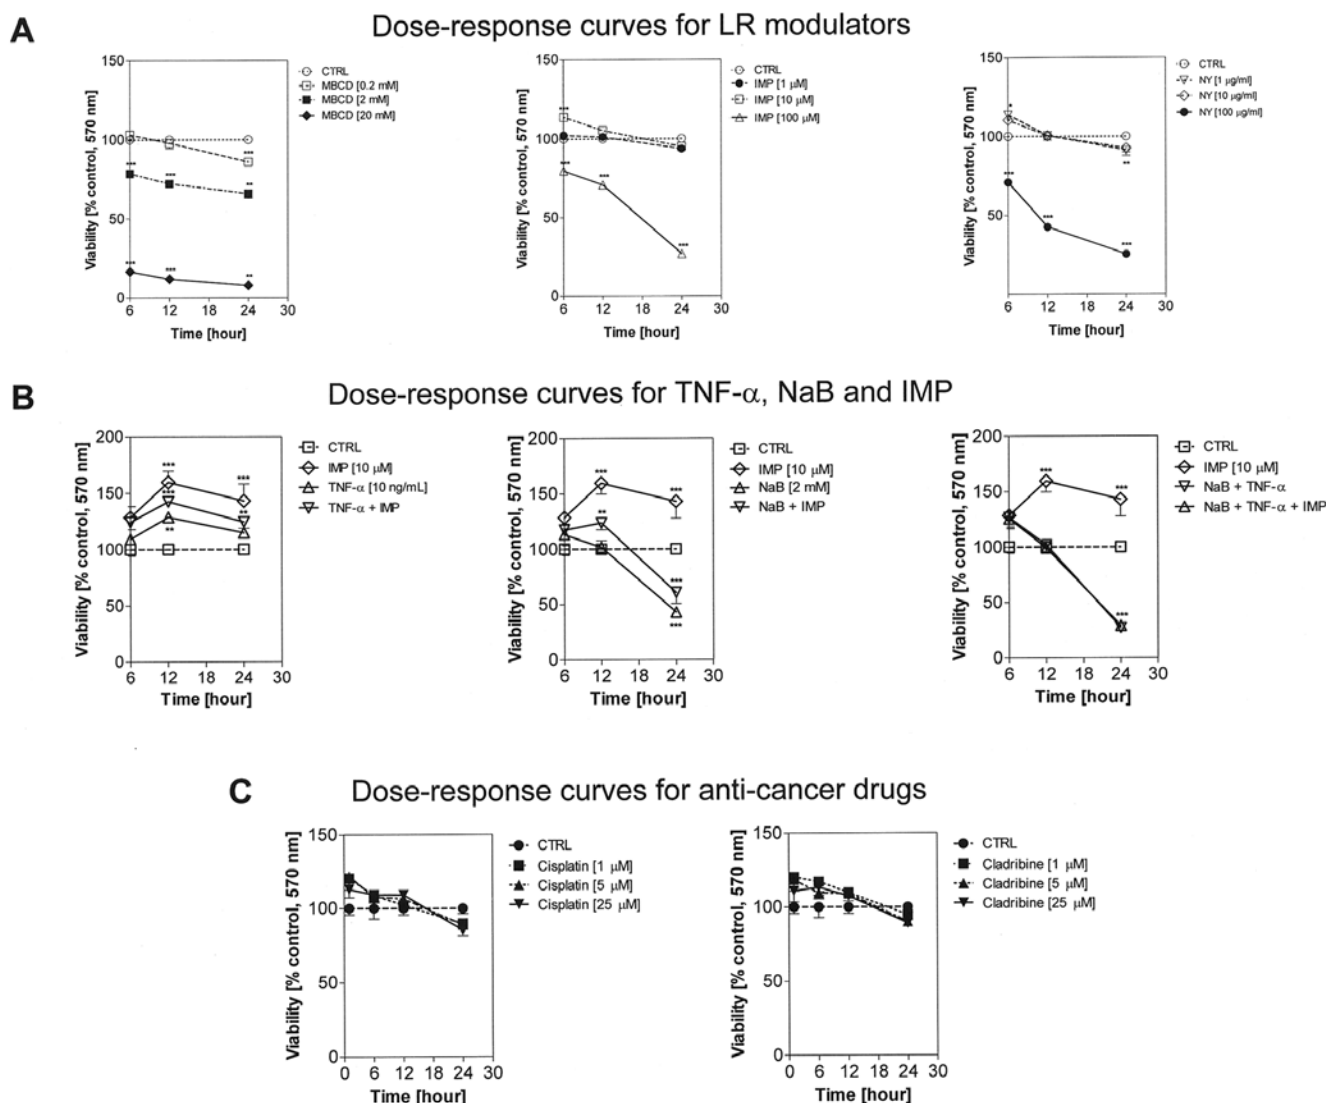 A
Dose-response curves for LR modulators
Viability [% control, 570 nm]
150
100
50
0
6
12
18
24
30
Time [hour]
CTRL
MBCD [0.2 mM]
MBCD [2 mM]
MBCD [20 mM]
***
***
***
**
***
***
**
Viability [% control, 570 nm]
150
100
50
0
6
12
18
24
30
Time [hour]
CTRL
IMP [1 µM]
IMP [10 µM]
IMP [100 µM]
***
***
***
***
Viability [% control, 570 nm]
150
100
50
6
12
18
24
30
Time [hour]
CTRL
NY [1 µg/ml]
NY [10 µg/ml]
NY [100 µg/ml]
*
**
***
***
***
B
Dose-response curves for TNF-α, NaB and IMP
Viability [% control, 570 nm]
200
150
100
50
0
6
12
18
24
30
Time [hour]
CTRL
IMP [10 µM]
TNF-α [10 ng/mL]
TNF-α + IMP
***
***
***
**
**
Viability [% control, 570 nm]
200
150
100
50
0
6
12
18
24
30
Time [hour]
CTRL
IMP [10 µM]
NaB [2 mM]
NaB + IMP
***
***
**
***
***
Viability [% control, 570 nm]
200
150
100
50
0
6
12
18
24
30
Time [hour]
CTRL
IMP [10 µM]
NaB + TNF-α
NaB + TNF-α + IMP
***
***
***
C
Dose-response curves for anti-cancer drugs
Viability [% control, 570 nm]
150
100
50
0
0
6
12
18
24
30
Time [hour]
CTRL
Cisplatin [1 µM]
Cisplatin [5 µM]
Cisplatin [25 µM]
Viability [% control, 570 nm]
150
100
50
0
0
6
12
18
24
30
Time [hour]
CTRL
Cladribine [1 µM]
Cladribine [5 µM]
Cladribine [25 µM]